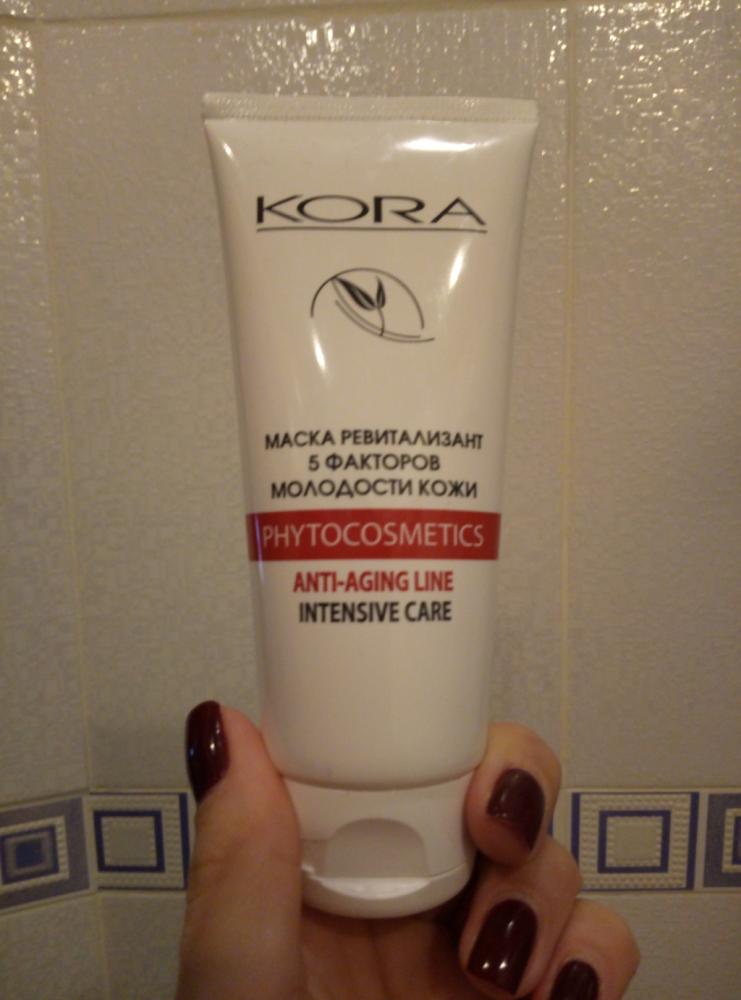 KORA
МАСКА РЕВИТАЛИЗАНТ
5 ФАКТОРОВ
МОЛОДОСТИ КОЖИ
PHYTOCOSMETICS
ANTI-AGING LINE
INTENSIVE CARE